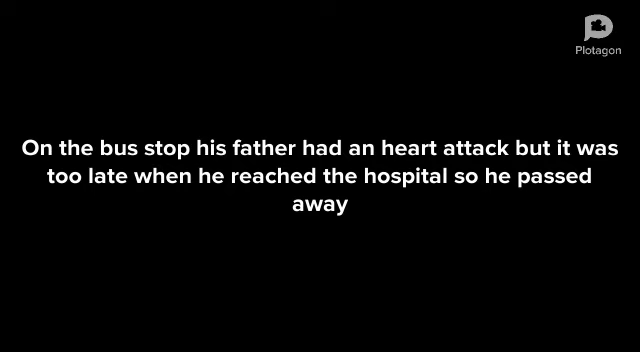 Plotagon
On the bus stop his father had an heart attack but it was
too late when he reached the hospital so he passed
away